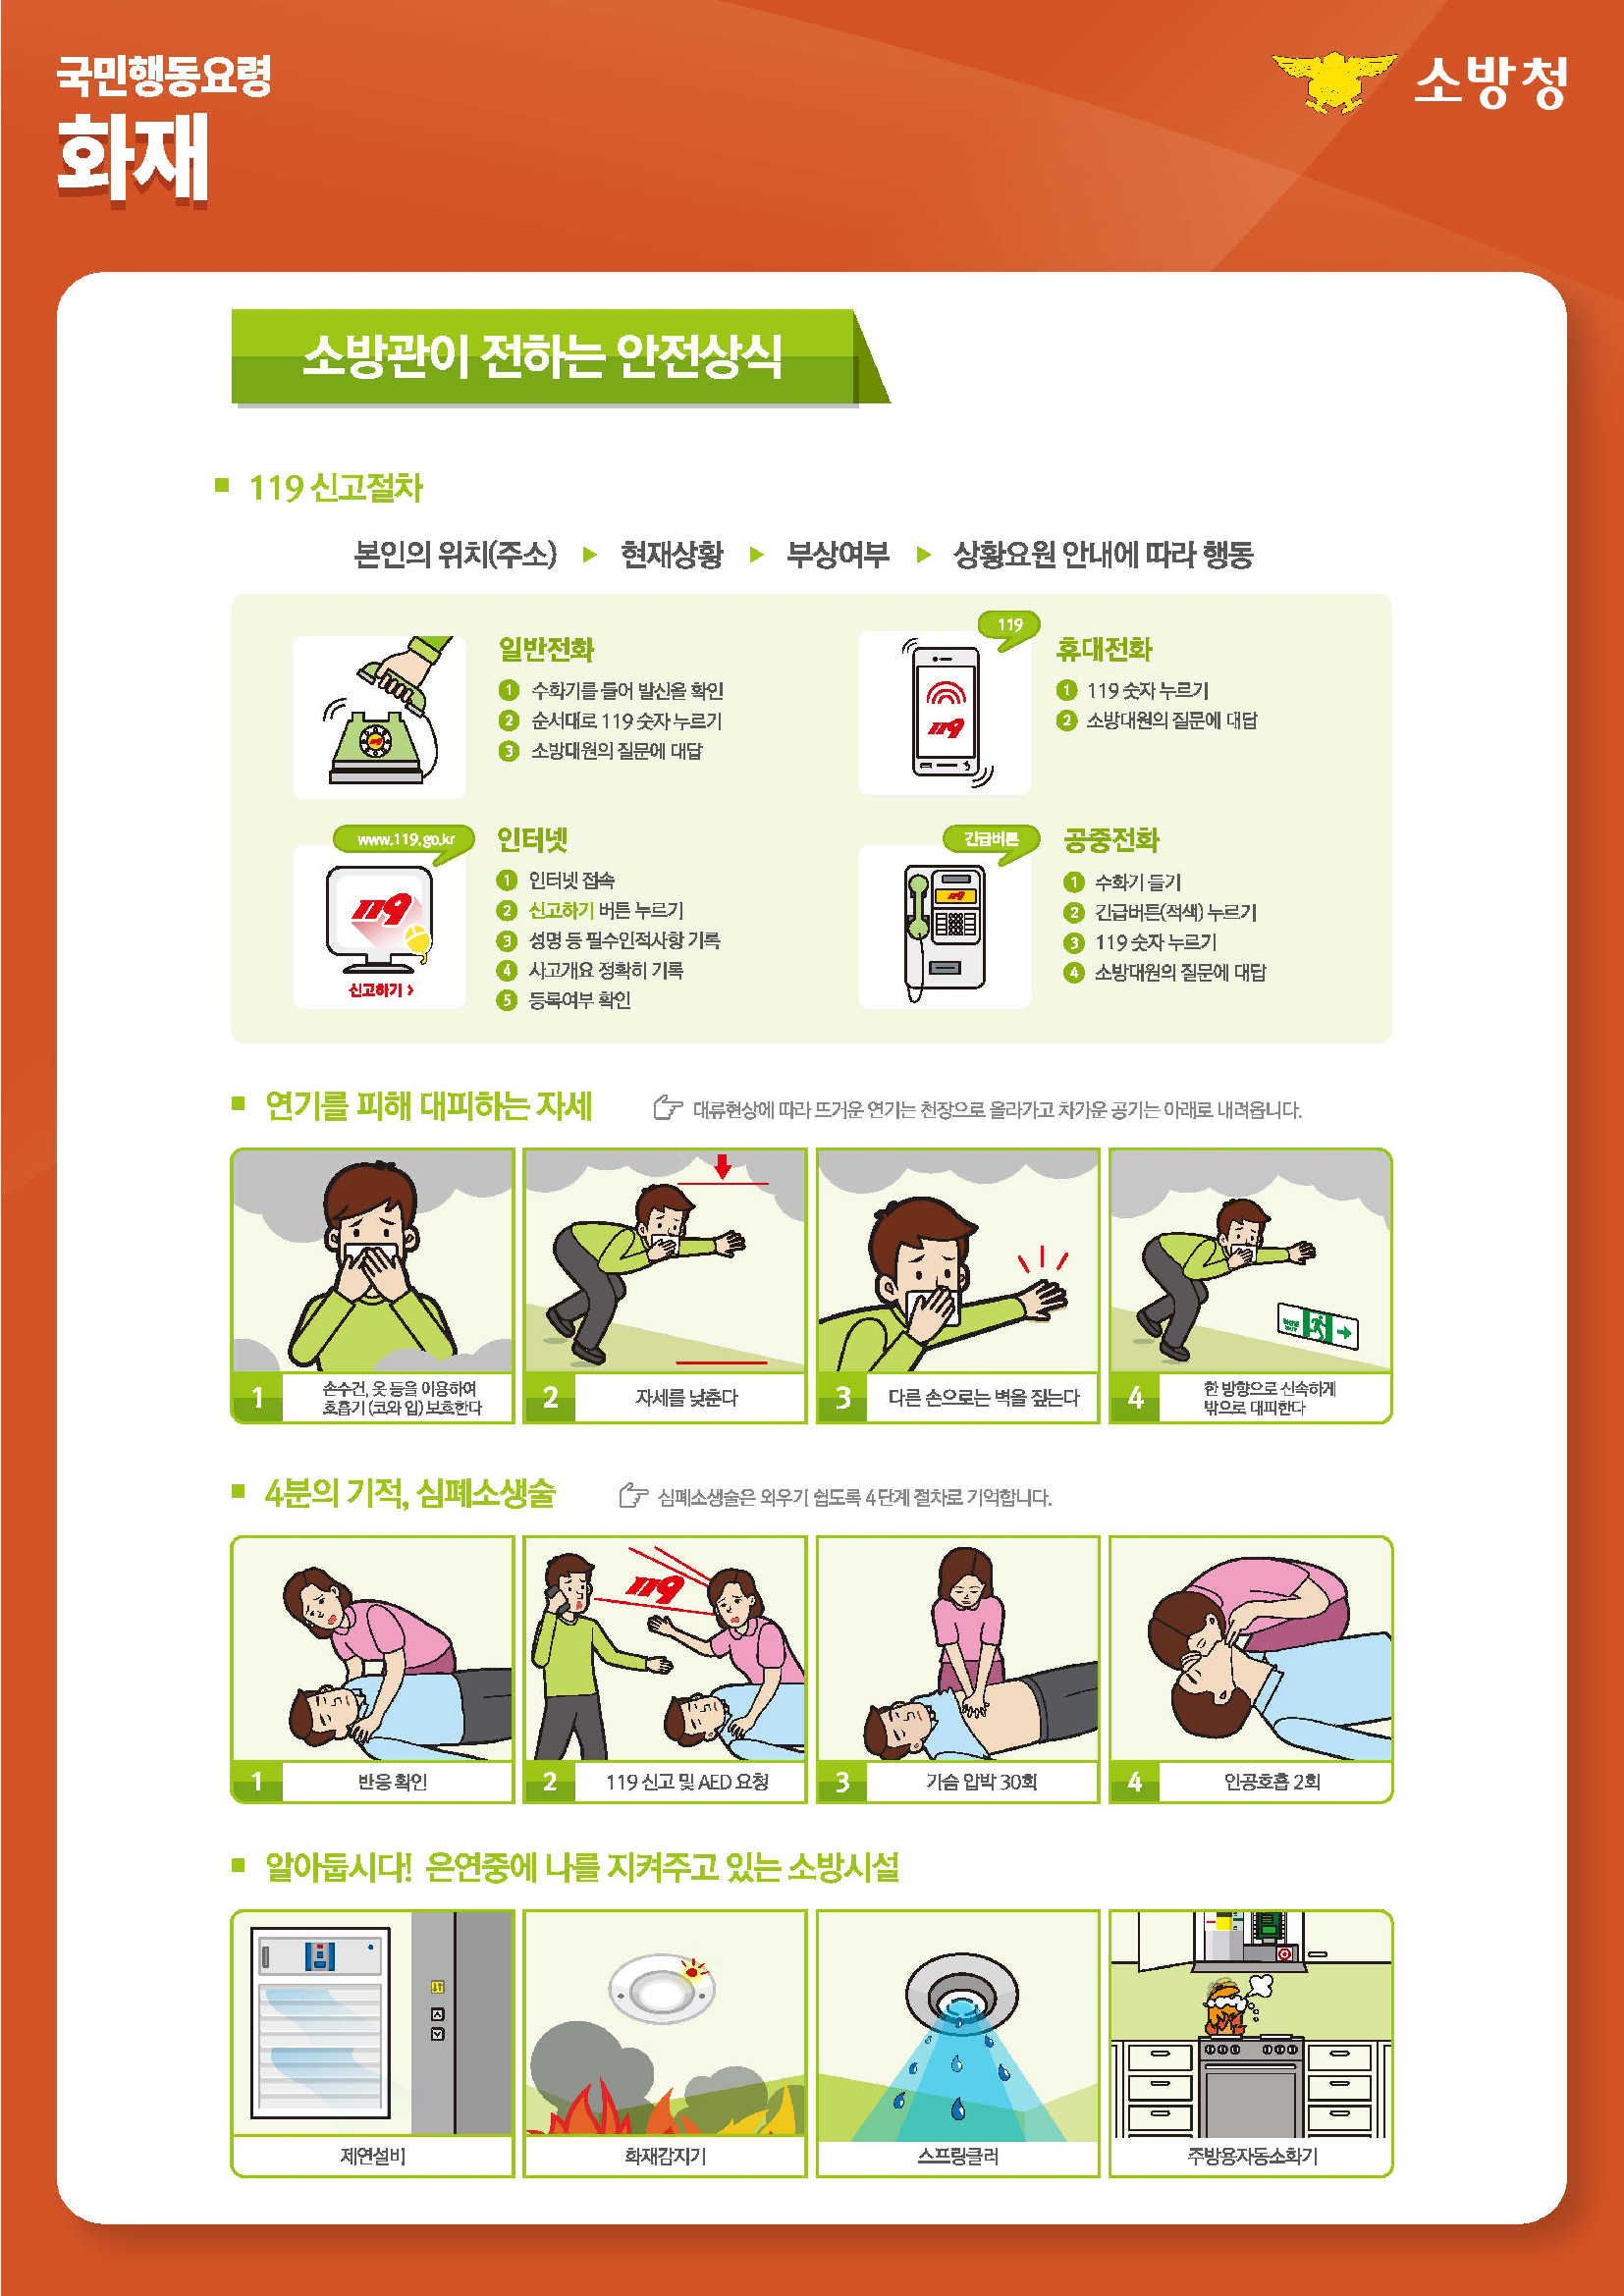 국민행동요령
화재
소방청
소방관이 전하는 안전상식
119 신고절차
본인의 위치(주소) ▶ 현재상황 ▶ 부상여부 ▶ 상황요원 안내에 따라 행동
일반전화
1 수화기를 들어 발신음 확인
2 순서대로 119 숫자 누르기
3 소방대원의 질문에 대답
119
휴대전화
1 119 숫자 누르기
2 소방대원의 질문에 대답
119
www.119.go.kr
인터넷
1 인터넷 접속
2 신고하기 버튼 누르기
3 성명 등 필수인적사항 기록
4 사고개요 정확히 기록
5 등록여부 확인
119
신고하기 >
긴급버튼
공중전화
1 수화기 들기
2 긴급버튼(적색) 누르기
3 119 숫자 누르기
4 소방대원의 질문에 대답
119
연기를 피해 대피하는 자세
대류현상에 따라 뜨거운 연기는 천장으로 올라가고 차가운 공기는 아래로 내려옵니다.
1 손수건, 옷 등을 이용하여
호흡기 (코와 입) 보호한다
2 자세를 낮춘다
3 다른 손으로는 벽을 짚는다
4 한 방향으로 신속하게
밖으로 대피한다
4분의 기적, 심폐소생술
심폐소생술은 외우기 쉽도록 4단계 절차로 기억합니다.
119
1 반응 확인
2 119 신고 및 AED 요청
3 가슴 압박 30회
4 인공호흡 2회
알아둡시다! 은연중에 나를 지켜주고 있는 소방시설
제연설비
화재감지기
스프링클러
주방용자동소화기